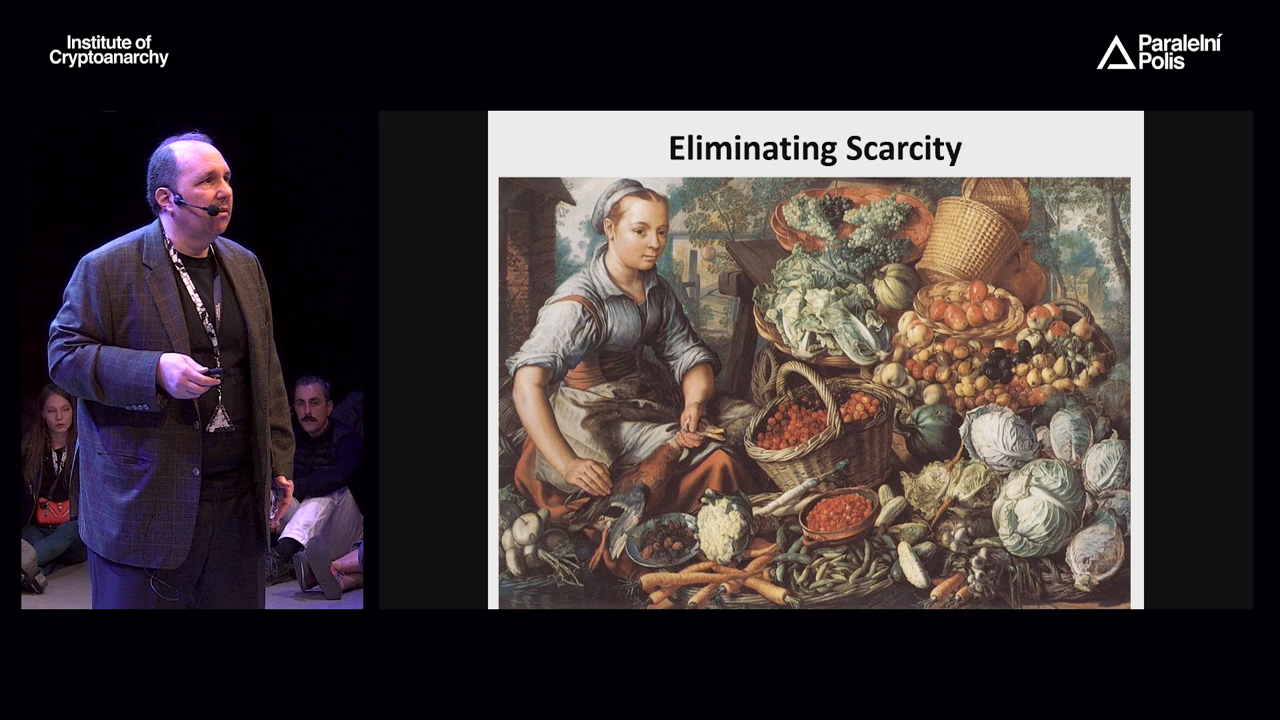 Institute of
Cryptoanarchy
Paralelní
Polis
Eliminating Scarcity